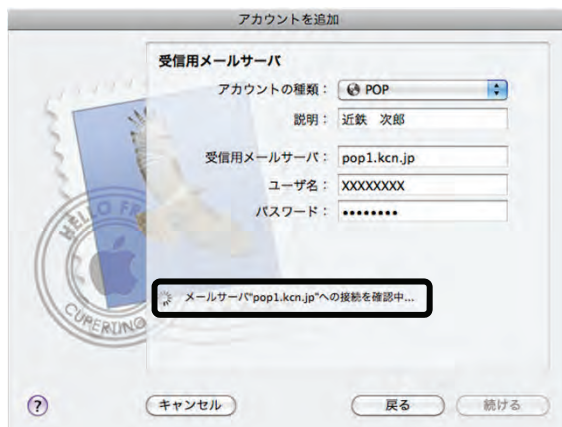 アカウントを追加
受信用メールサーバ
アカウントの種類： POP
説明： 近鉄 次郎
受信用メールサーバ： pop1.kcn.jp
ユーザ名： XXXXXXXX
パスワード： ••••••••
HELLO FR
メールサーバ"pop1.kcn.jp"への接続を確認中...
CUPERTINO
? キャンセル 戻る 続ける